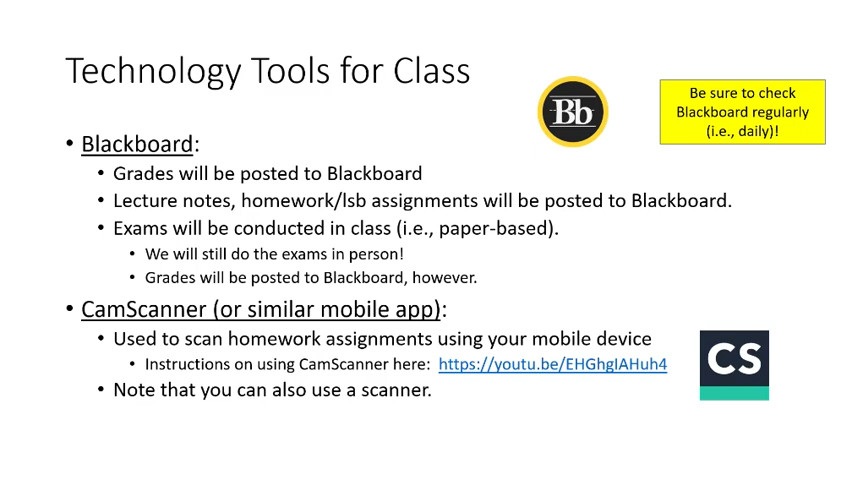 Technology Tools for Class
Bb
Be sure to check
Blackboard regularly
(i.e., daily)!
• Blackboard:
• Grades will be posted to Blackboard
• Lecture notes, homework/lsb assignments will be posted to Blackboard.
• Exams will be conducted in class (i.e., paper-based).
• We will still do the exams in person!
• Grades will be posted to Blackboard, however.
• CamScanner (or similar mobile app):
• Used to scan homework assignments using your mobile device
• Instructions on using CamScanner here: https://youtu.be/EHGhgIAHuh4
• Note that you can also use a scanner.
CS